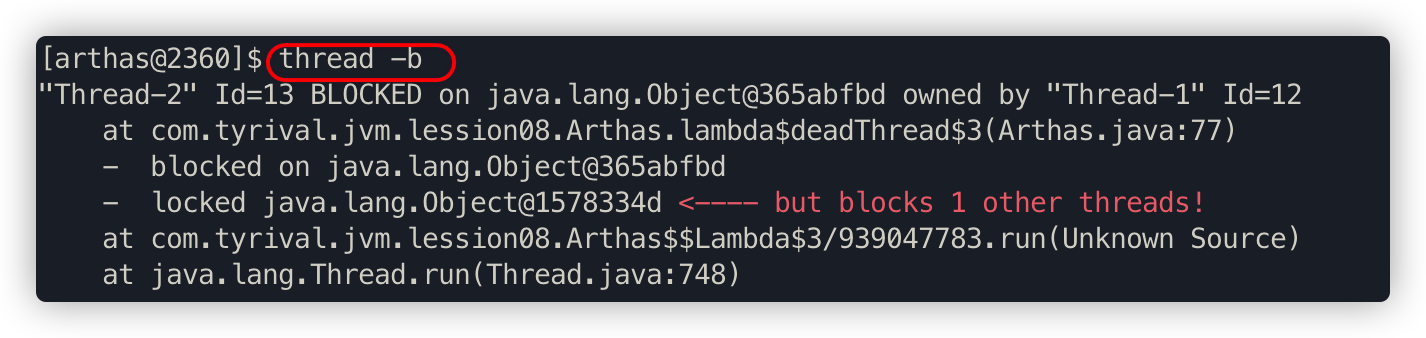 [arthas@2360]$ thread -b
"Thread-2" Id=13 BLOCKED on java.lang.Object@365abfbd owned by "Thread-1" Id=12
    at com.tyrival.jvm.lession08.Arthas.lambda$deadThread$3(Arthas.java:77)
    -  blocked on java.lang.Object@365abfbd
    -  locked java.lang.Object@1578334d <---- but blocks 1 other threads!
    at com.tyrival.jvm.lession08.Arthas$$Lambda$3/939047783.run(Unknown Source)
    at java.lang.Thread.run(Thread.java:748)